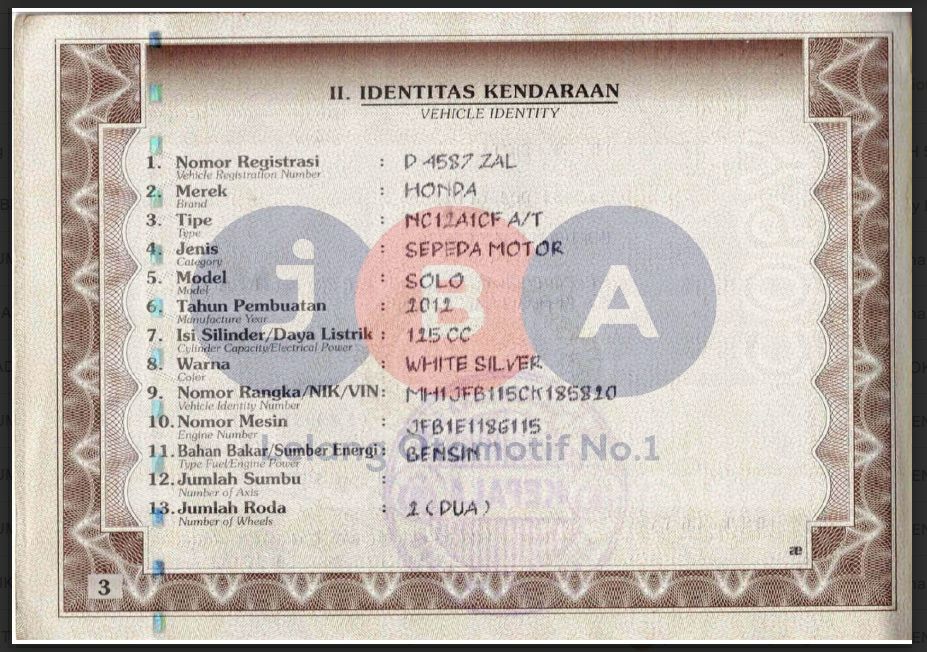 II. IDENTITAS KENDARAAN
VEHICLE IDENTITY
1. Nomor Registrasi : D 4587 ZAL
Vehicle Registration Number
2. Merek : HONDA
Brand
3. Tipe : NC12A1CF A/T
Type
4. Jenis : SEPEDA MOTOR
Category
5. Model : SOLO
Model
6. Tahun Pembuatan : 2012
Manufacture Year
7. Isi Silinder/Daya Listrik : 125 CC
Cylinder Capacity/Electrical Power
8. Warna : WHITE SILVER
Color
9. Nomor Rangka/NIK/VIN : MH1JFB115CK185820
Vehicle Identity Number
10. Nomor Mesin : JFB1E1186115
Engine Number
11. Bahan Bakar/Sumber Energi : BENSIN
Type Fuel/Engine Power
12. Jumlah Sumbu :
Number of Axis
13. Jumlah Roda : 2 ( DUA )
Number of Wheels
iBA
Lelang Otomotif No.1
KEPALA
æ
3